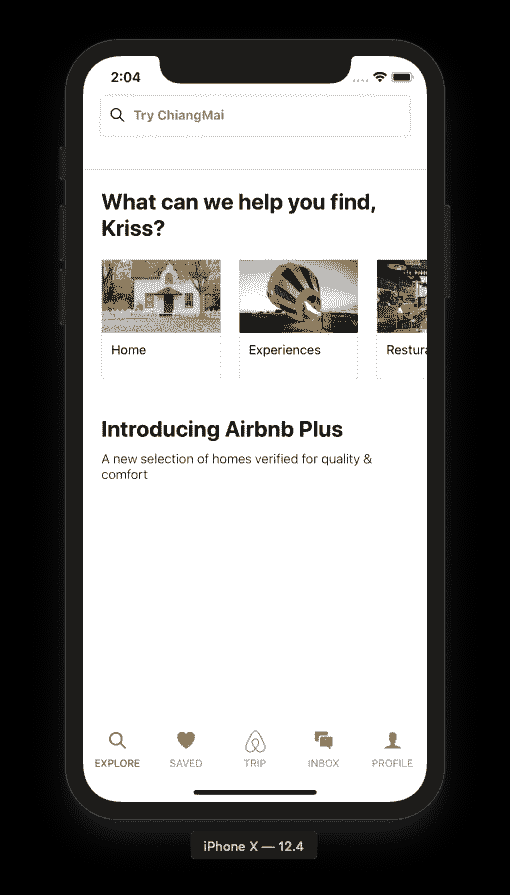 2:04
Try ChiangMai
What can we help you find,
Kriss?
Home
Experiences
Restura
Introducing Airbnb Plus
A new selection of homes verified for quality &
comfort
EXPLORE
SAVED
TRIP
INBOX
PROFILE
iPhone X — 12.4